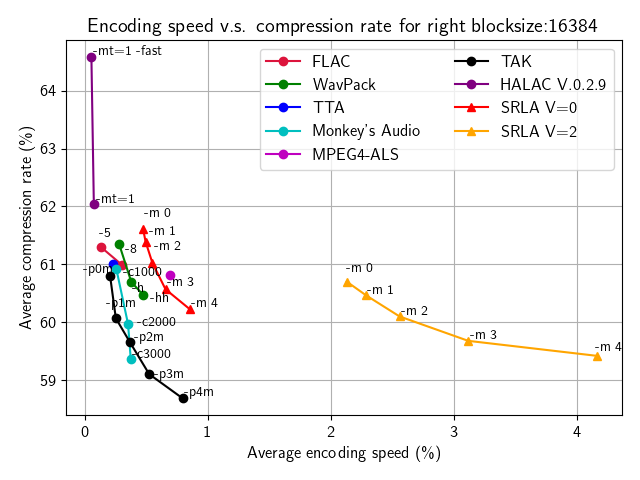 Encoding speed v.s. compression rate for right blocksize:16384
Average compression rate (%)
64
63
62
61
60
59
0 1 2 3 4
Average encoding speed (%)
FLAC
WavPack
TTA
Monkey's Audio
MPEG4-ALS
TAK
HALAC V.0.2.9
SRLA V=0
SRLA V=2
-mt=1 -fast
-mt=1
-5
-8
-m 0
-m 1
-m 2
-m 3
-m 4
-p0m
-c1000
-h
-hh
-p1m
-c2000
-p2m
-c3000
-p3m
-p4m
-m 0
-m 1
-m 2
-m 3
-m 4